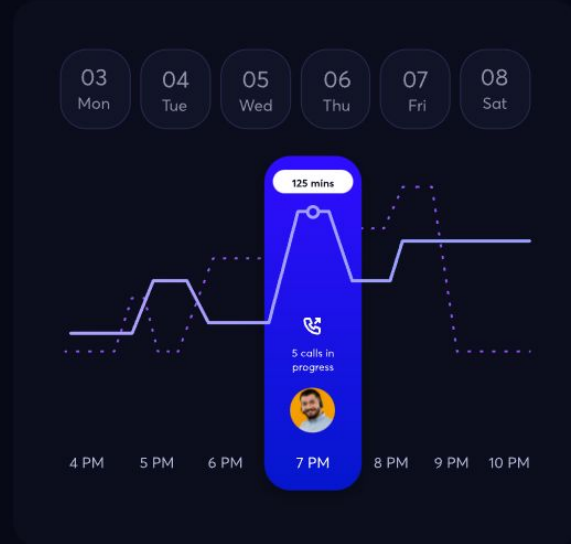 03 04 05 06 07 08
Mon Tue Wed Thu Fri Sat
125 mins
5 calls in
progress
4 PM 5 PM 6 PM 7 PM 8 PM 9 PM 10 PM